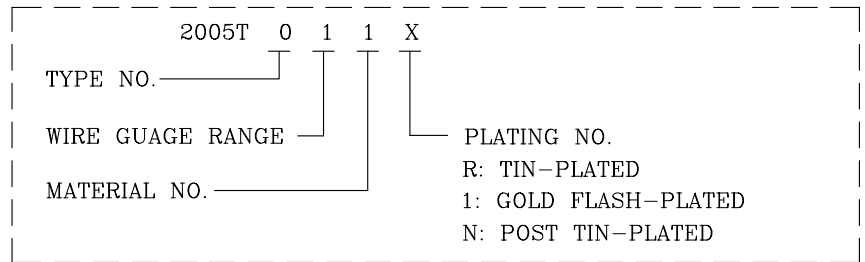 2005T 0 1 1 X
TYPE NO.
WIRE GUAGE RANGE
PLATING NO.
R: TIN-PLATED
MATERIAL NO.
1: GOLD FLASH-PLATED
N: POST TIN-PLATED